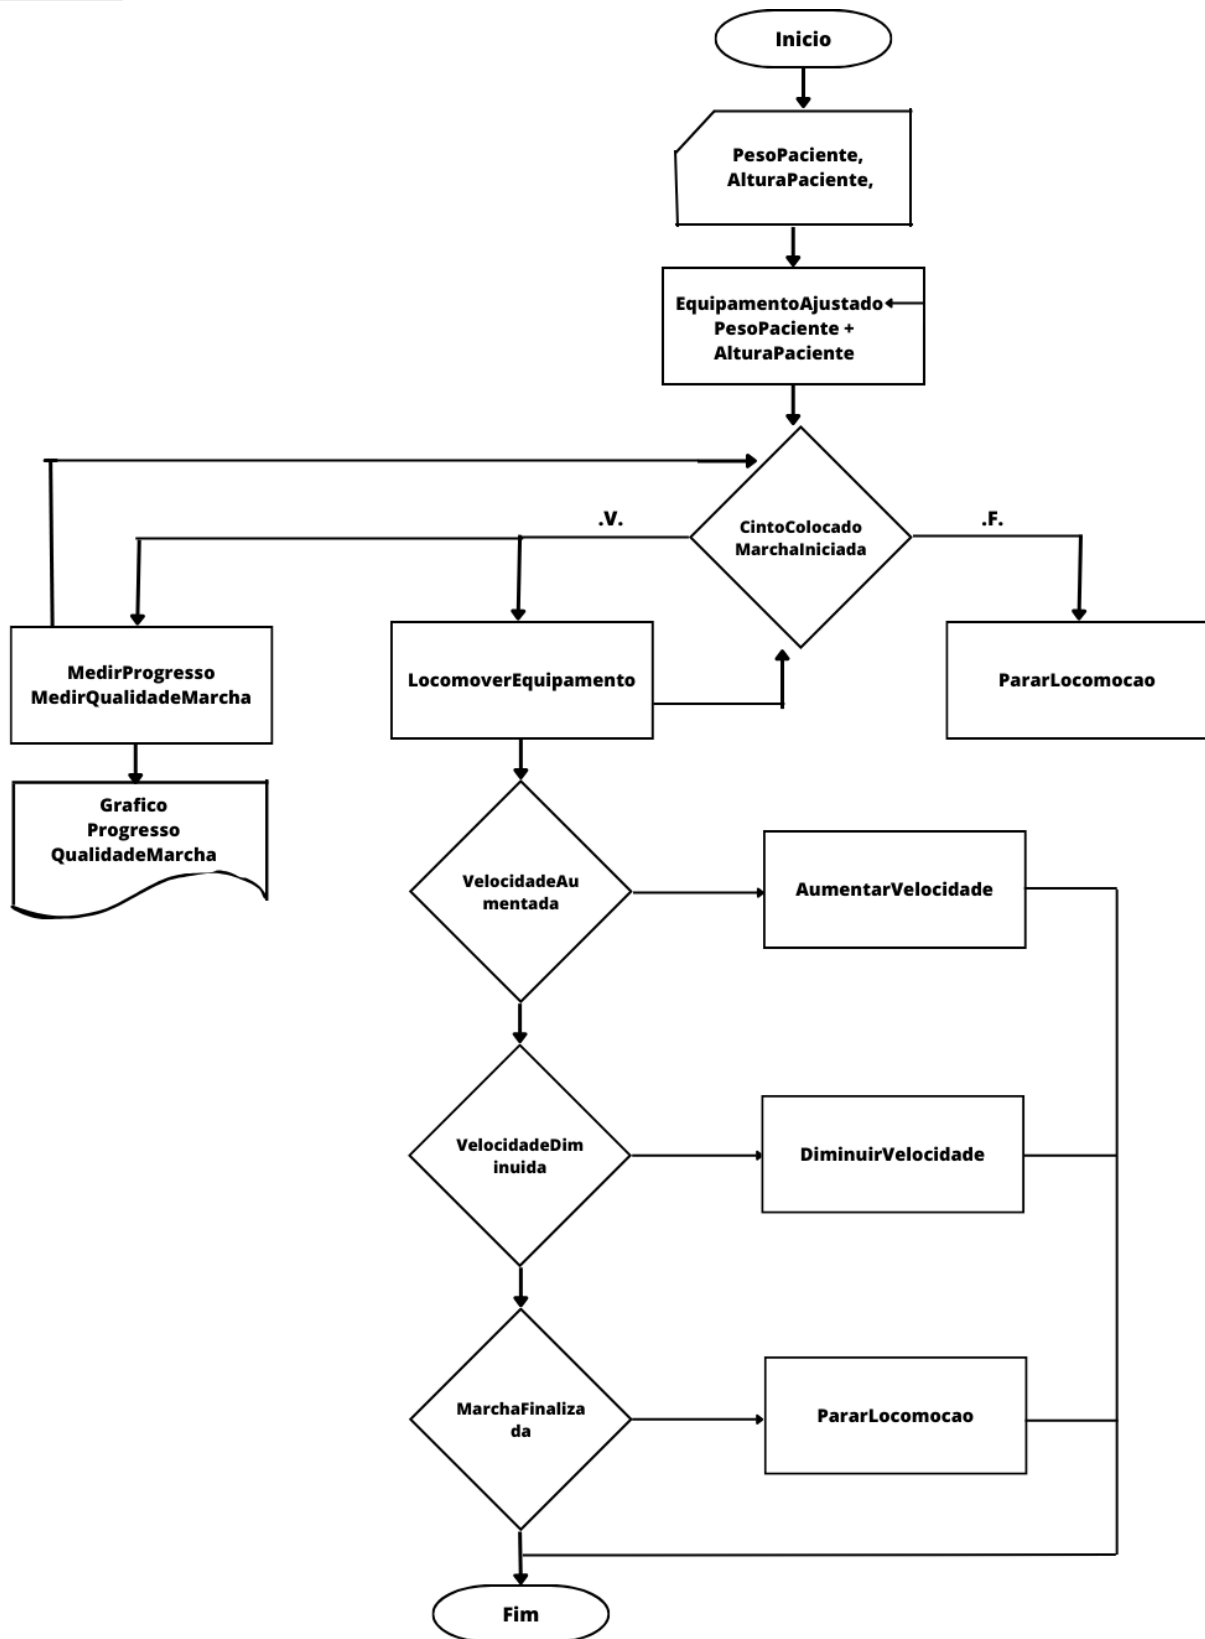 Inicio
PesoPaciente,
AlturaPaciente,
EquipamentoAjustado
PesoPaciente +
AlturaPaciente
CintoColocado
MarchaIniciada
.V.
.F.
MedirProgresso
MedirQualidadeMarcha
LocomoverEquipamento
PararLocomocao
Grafico
Progresso
QualidadeMarcha
VelocidadeAu
mentada
AumentarVelocidade
VelocidadeDim
inuida
DiminuirVelocidade
MarchaFinaliza
da
PararLocomocao
Fim